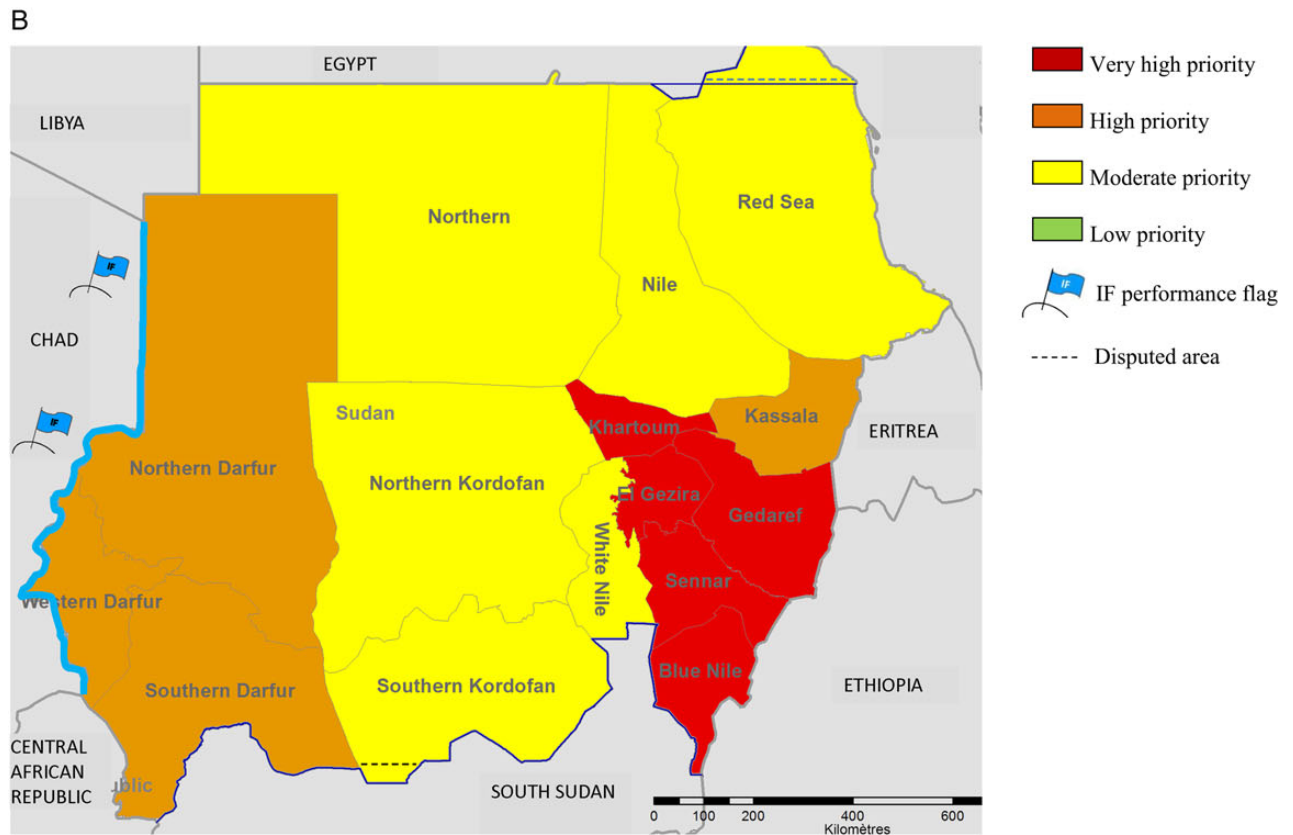 B
EGYPT
LIBYA
Northern
Red Sea
Nile
IF
CHAD
IF
Sudan
Khartoum
Kassala
ERITREA
Northern Darfur
Northern Kordofan
El Gezira
Gedaref
White Nile
Sennar
Western Darfur
Blue Nile
Southern Darfur
Southern Kordofan
ETHIOPIA
CENTRAL
AFRICAN
REPUBLIC
ublic
SOUTH SUDAN
0 100 200 400 600
Kilomètres
Very high priority
High priority
Moderate priority
Low priority
IF
IF performance flag
Disputed area